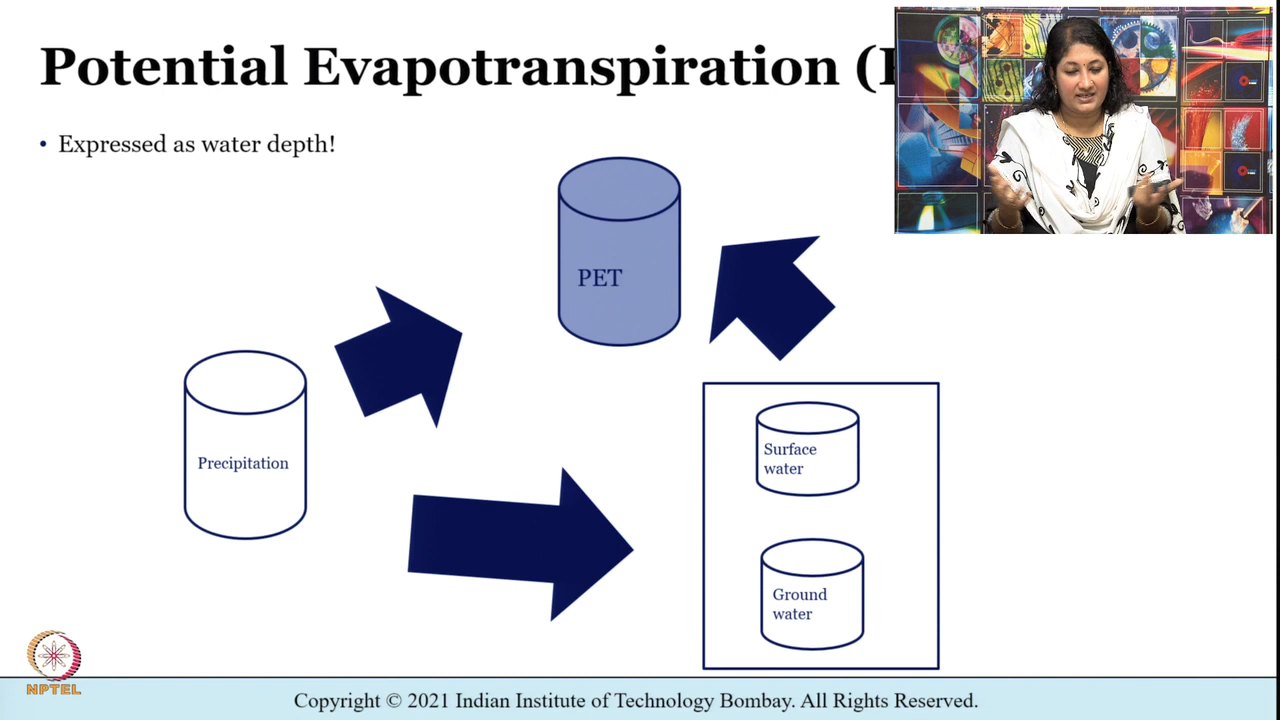 Potential Evapotranspiration (
• Expressed as water depth!
PET
Precipitation
Surface
water
Ground
water
NPTEL
Copyright © 2021 Indian Institute of Technology Bombay. All Rights Reserved.